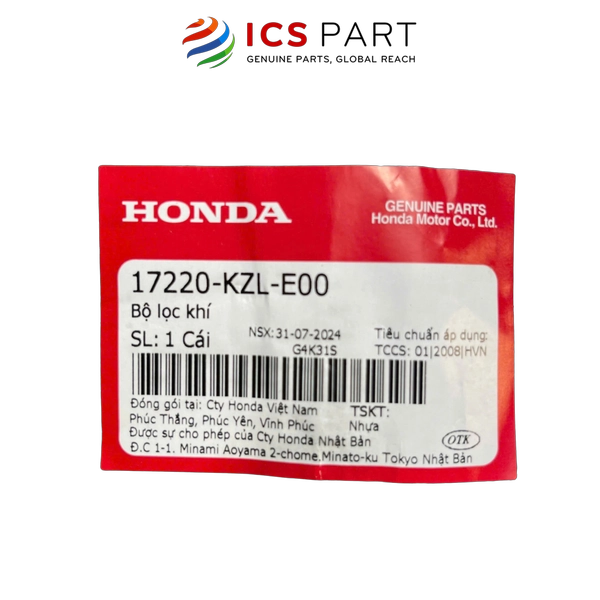 ICS PART
GENUINE PARTS, GLOBAL REACH
HONDA
GENUINE PARTS
Honda Motor Co., Ltd.
17220-KZL-E00
Bộ lọc khí
SL: 1 Cái
NSX: 31-07-2024
G4K31S
Tiêu chuẩn áp dụng:
TCCS: 01|2008|HVN
Đóng gói tại: Cty Honda Việt Nam
Phúc Thắng, Phúc Yên, Vĩnh Phúc
TSKT:
Nhựa
Được sự cho phép của Cty Honda Nhật Bản
Đ.C 1-1. Minami Aoyama 2-chome,Minato-ku Tokyo Nhật Bản
OTK